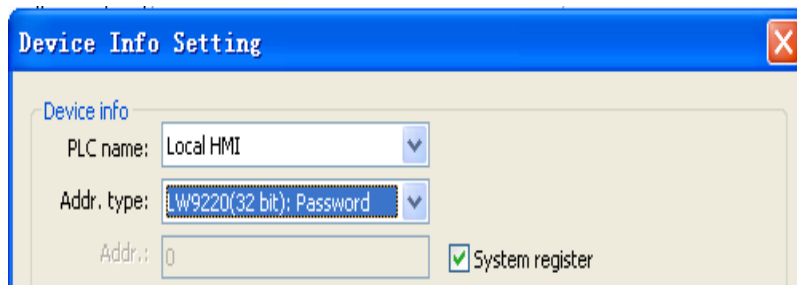 Device Info Setting
Device info
PLC name: Local HMI
Addr. type: LW9220(32 bit): Password
Addr.: 0 System register